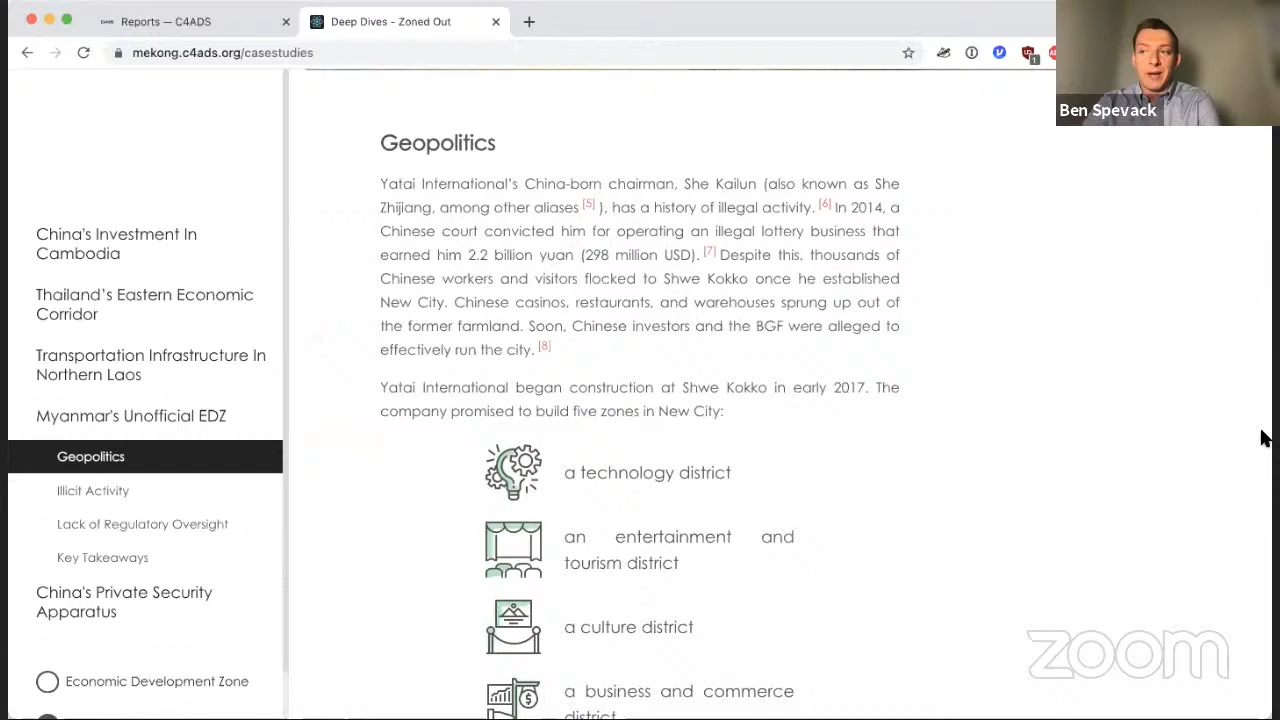 C4ADS Reports — C4ADS
Deep Dives - Zoned Out
mekong.c4ads.org/casestudies
1
Ben Spevack
China's Investment In
Cambodia
Thailand's Eastern Economic
Corridor
Transportation Infrastructure In
Northern Laos
Myanmar's Unofficial EDZ
Geopolitics
Illicit Activity
Lack of Regulatory Oversight
Key Takeaways
China's Private Security
Apparatus
Economic Development Zone
Geopolitics
Yatai International's China-born chairman, She Kailun (also known as She
Zhijiang, among other aliases [5] ), has a history of illegal activity. [6] In 2014, a
Chinese court convicted him for operating an illegal lottery business that
earned him 2.2 billion yuan (298 million USD). [7] Despite this, thousands of
Chinese workers and visitors flocked to Shwe Kokko once he established
New City. Chinese casinos, restaurants, and warehouses sprung up out of
the former farmland. Soon, Chinese investors and the BGF were alleged to
effectively run the city. [8]
Yatai International began construction at Shwe Kokko in early 2017. The
company promised to build five zones in New City:
a technology district
an entertainment and
tourism district
a culture district
a business and commerce
district
zoom